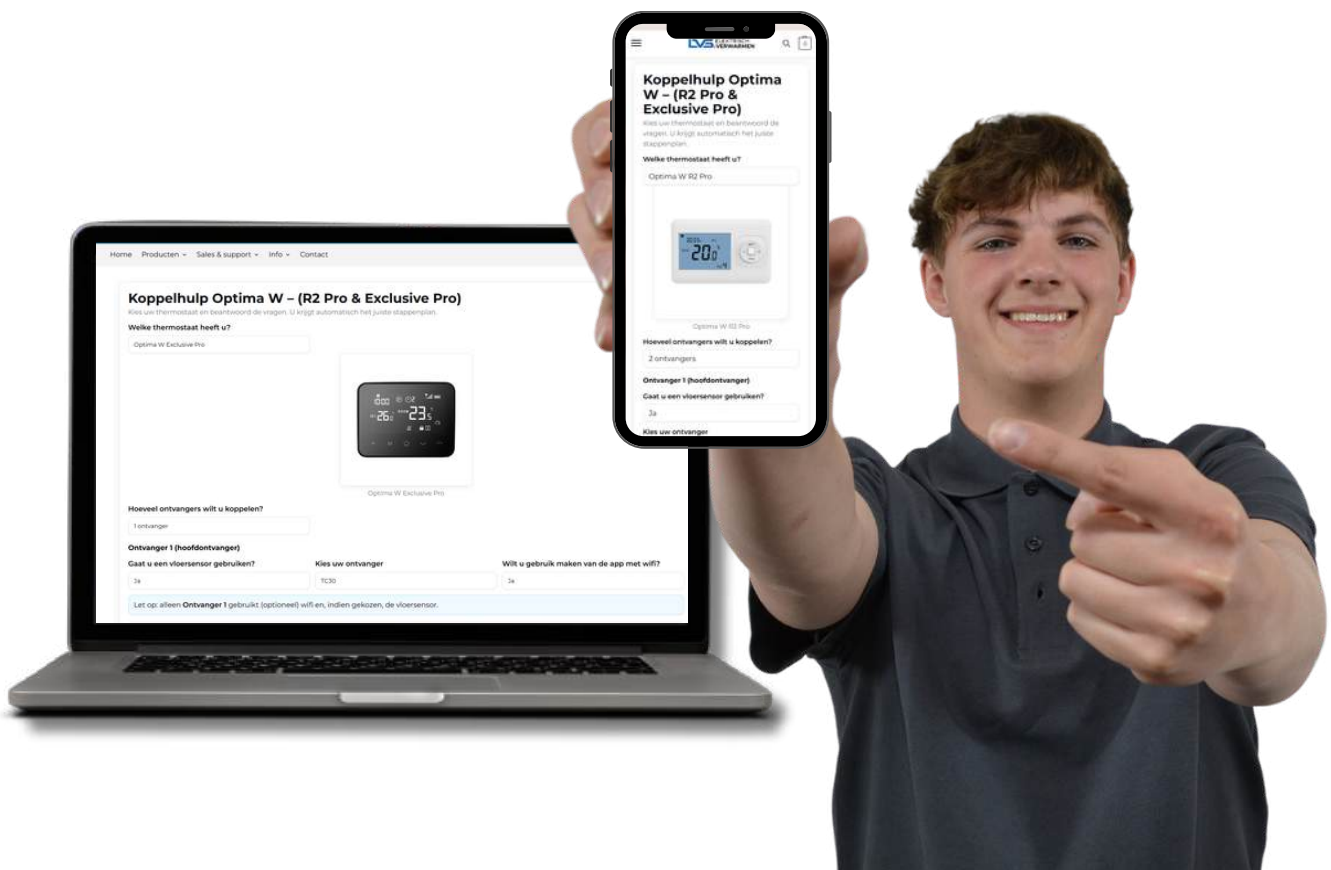 Home Producten Sales & support Info Contact
Koppelhulp Optima W – (R2 Pro & Exclusive Pro)
Kies uw thermostaat en beantwoord de vragen. U krijgt automatisch het juiste stappenplan.
Welke thermostaat heeft u?
Optima W Exclusive Pro
Optima W Exclusive Pro
Hoeveel ontvangers wilt u koppelen?
1 ontvanger
Ontvanger 1 (hoofdontvanger)
Gaat u een vloersensor gebruiken? Kies uw ontvanger Wilt u gebruik maken van de app met wifi?
Ja TC30 Ja
Let op: alleen Ontvanger 1 gebruikt (optioneel) wifi en, indien gekozen, de vloersensor.
LVS ELEKTRISCH
VERWARMEN
Koppelhulp Optima
W – (R2 Pro &
Exclusive Pro)
Kies uw thermostaat en beantwoord de
vragen. U krijgt automatisch het juiste
stappenplan.
Welke thermostaat heeft u?
Optima W R2 Pro
20.0
Optima W R2 Pro
Hoeveel ontvangers wilt u koppelen?
2 ontvangers
Ontvanger 1 (hoofdontvanger)
Gaat u een vloersensor gebruiken?
Ja
Kies uw ontvanger